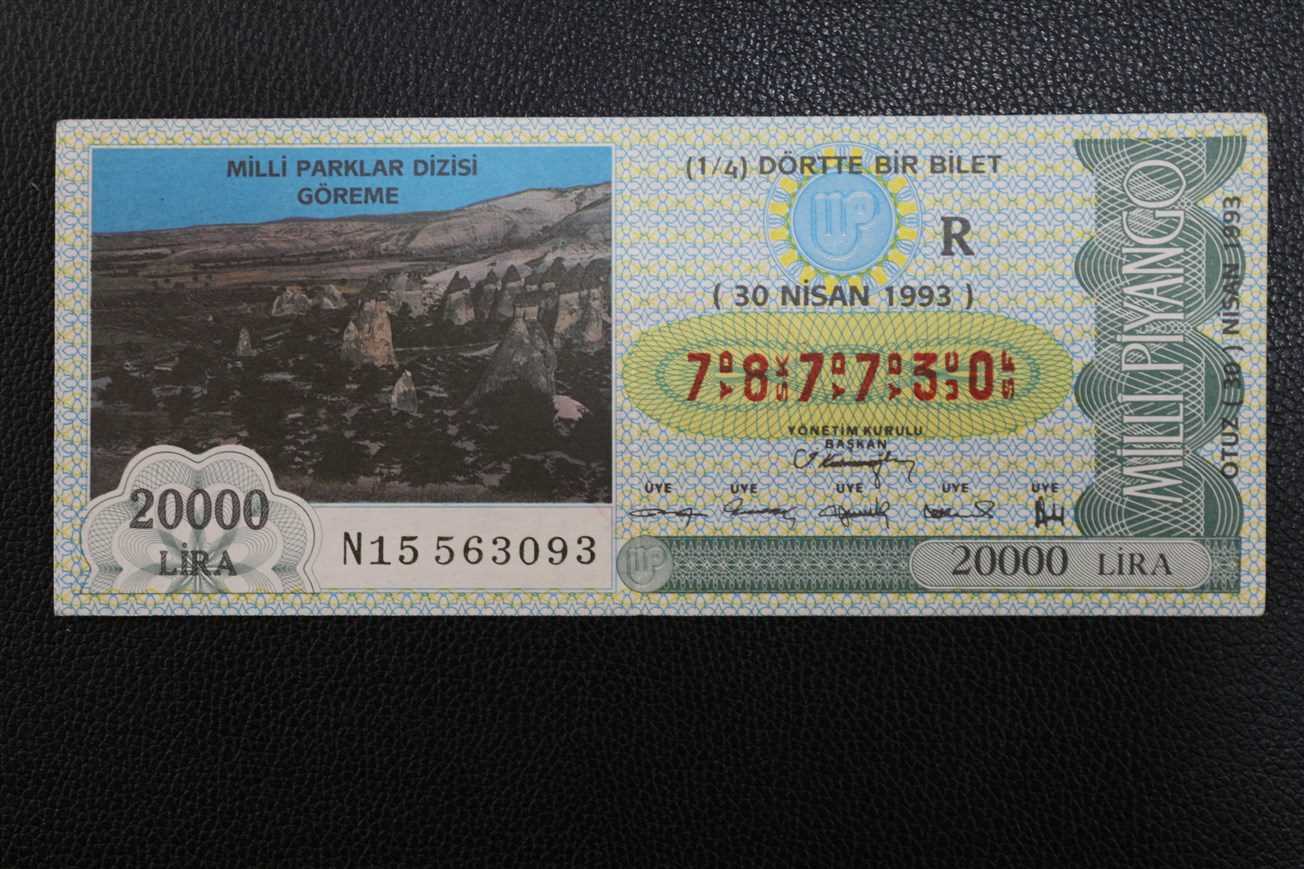 MİLLİ PARKLAR DİZİSİ
GÖREME
20000
LİRA
N15 563093
(1/4) DÖRTTE BİR BİLET
R
( 30 NİSAN 1993 )
787730
YÖNETİM KURULU
BAŞKAN
ÜYE ÜYE ÜYE ÜYE ÜYE
20000 LİRA
MİLLİ PİYANGO
OTUZ ( 30 ) NİSAN 1993